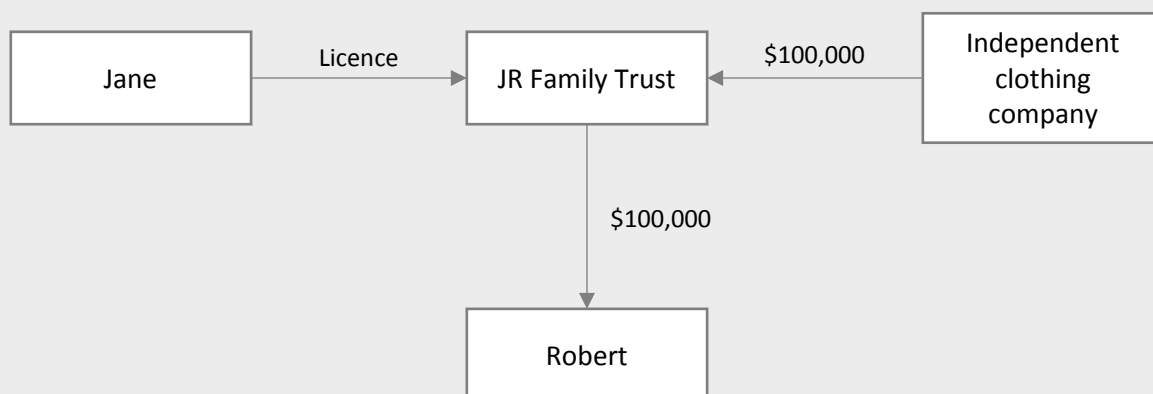 Jane
Licence
JR Family Trust
$100,000
Independent
clothing
company
$100,000
Robert